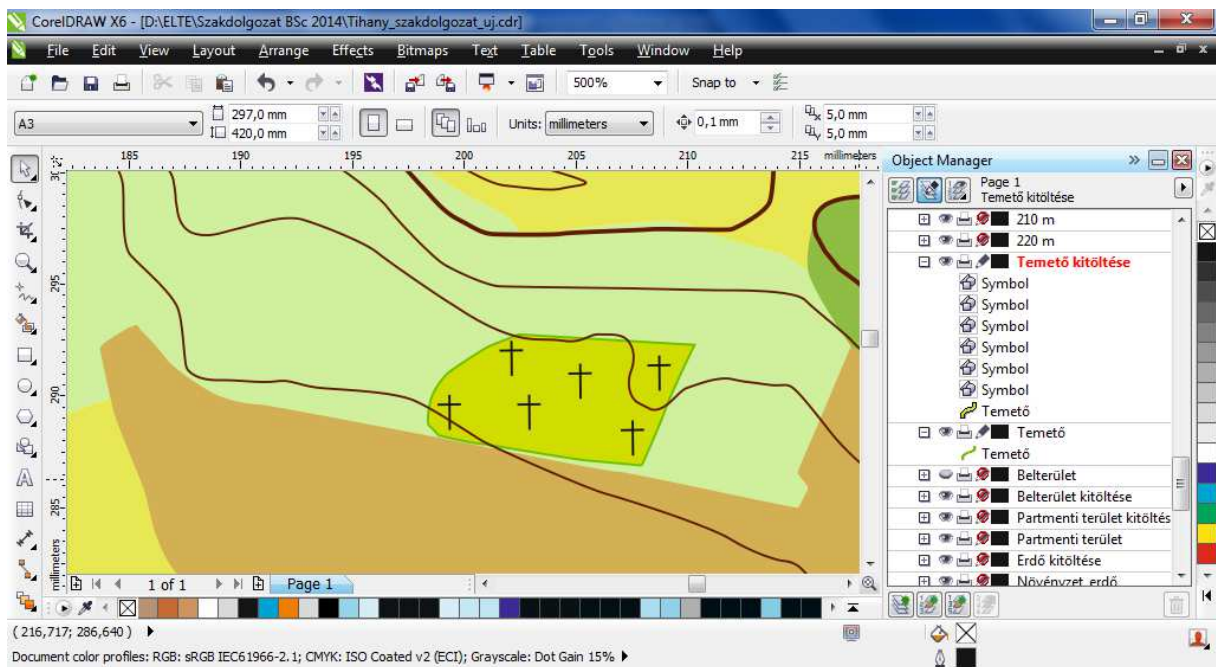 CorelDRAW X6 - [D:\ELTE\Szakdolgozat BSc 2014\Tihany_szakdolgozat_uj.cdr]
File Edit View Layout Arrange Effects Bitmaps Text Table Tools Window Help
500% Snap to
A3 297,0 mm 420,0 mm Units: millimeters 0,1 mm 5,0 mm 5,0 mm
185 190 195 200 205 210 215 millimeters
295
290
285
millimeters
Object Manager
Page 1
Temető kitöltése
210 m
220 m
Temető kitöltése
Symbol
Symbol
Symbol
Symbol
Symbol
Symbol
Temető
Temető
Temető
Belterület
Belterület kitöltése
Partmenti terület kitöltés
Partmenti terület
Erdő kitöltése
Növényzet_erdő
1 of 1 Page 1
( 216,717; 286,640 )
Document color profiles: RGB: sRGB IEC61966-2.1; CMYK: ISO Coated v2 (ECI); Grayscale: Dot Gain 15%